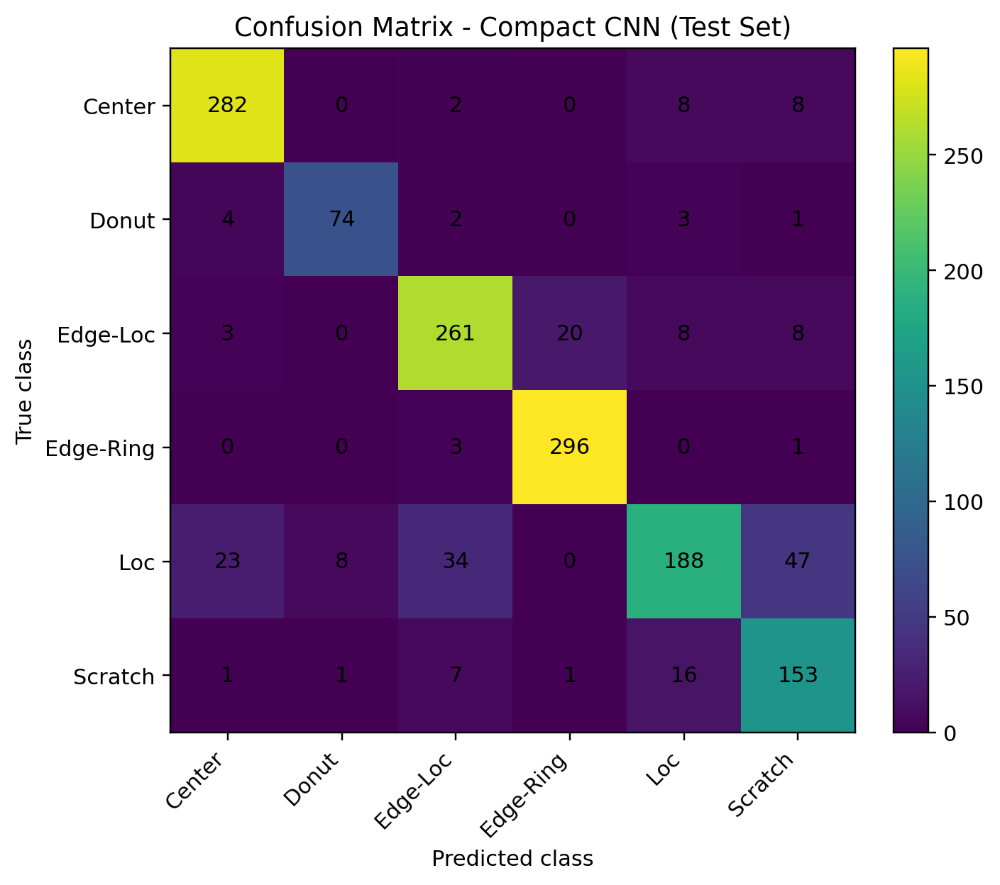 Confusion Matrix - Compact CNN (Test Set)
Center 282 0 2 0 8 8
Donut 4 74 2 0 3 1
Edge-Loc 3 0 261 20 8 8
Edge-Ring 0 0 3 296 0 1
Loc 23 8 34 0 188 47
Scratch 1 1 7 1 16 153
Center Donut Edge-Loc Edge-Ring Loc Scratch
Predicted class
True class
250
200
150
100
50
0